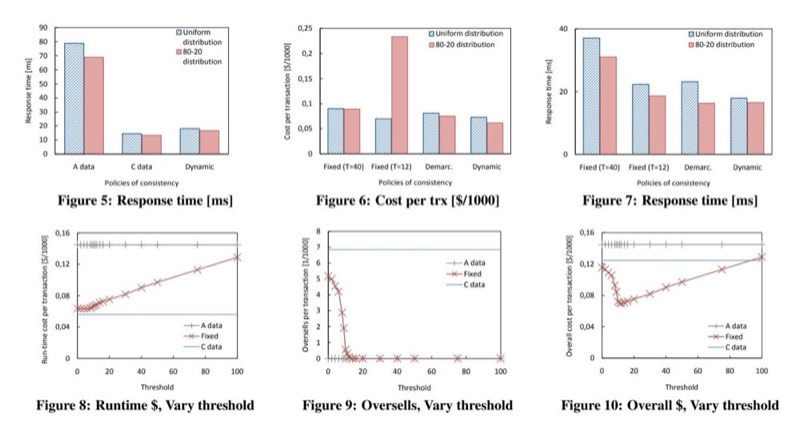 90
80
70
60
50
40
30
20
10
0
Response time [ms]
Uniform distribution
80-20 distribution
A data C data Dynamic
Policies of consistency
Figure 5: Response time [ms]
0,25
0,2
0,15
0,1
0,05
0
Cost per transaction [$/1000]
Uniform distribution
80-20 distribution
Fixed (T=40) Fixed (T=12) Demarc. Dynamic
Policies of consistency
Figure 6: Cost per trx [$/1000]
40
20
0
Response time [ms]
Uniform distribution
80-20 distribution
Fixed (T=40) Fixed (T=12) Demarc. Dynamic
Policies of consistency
Figure 7: Response time [ms]
0,16
0,12
0,08
0,04
0
Run-time cost per transaction [$/1000]
A data
Fixed
C data
0 20 40 60 80 100
Threshold
Figure 8: Runtime $, Vary threshold
8
7
6
5
4
3
2
1
0
Oversells per transaction [1/1000]
A data
Fixed
C data
0 20 40 60 80 100
Threshold
Figure 9: Oversells, Vary threshold
0,16
0,12
0,08
0,04
0
Overall cost per transaction [$/1000]
A data
Fixed
C data
0 20 40 60 80 100
Threshold
Figure 10: Overall $, Vary threshold